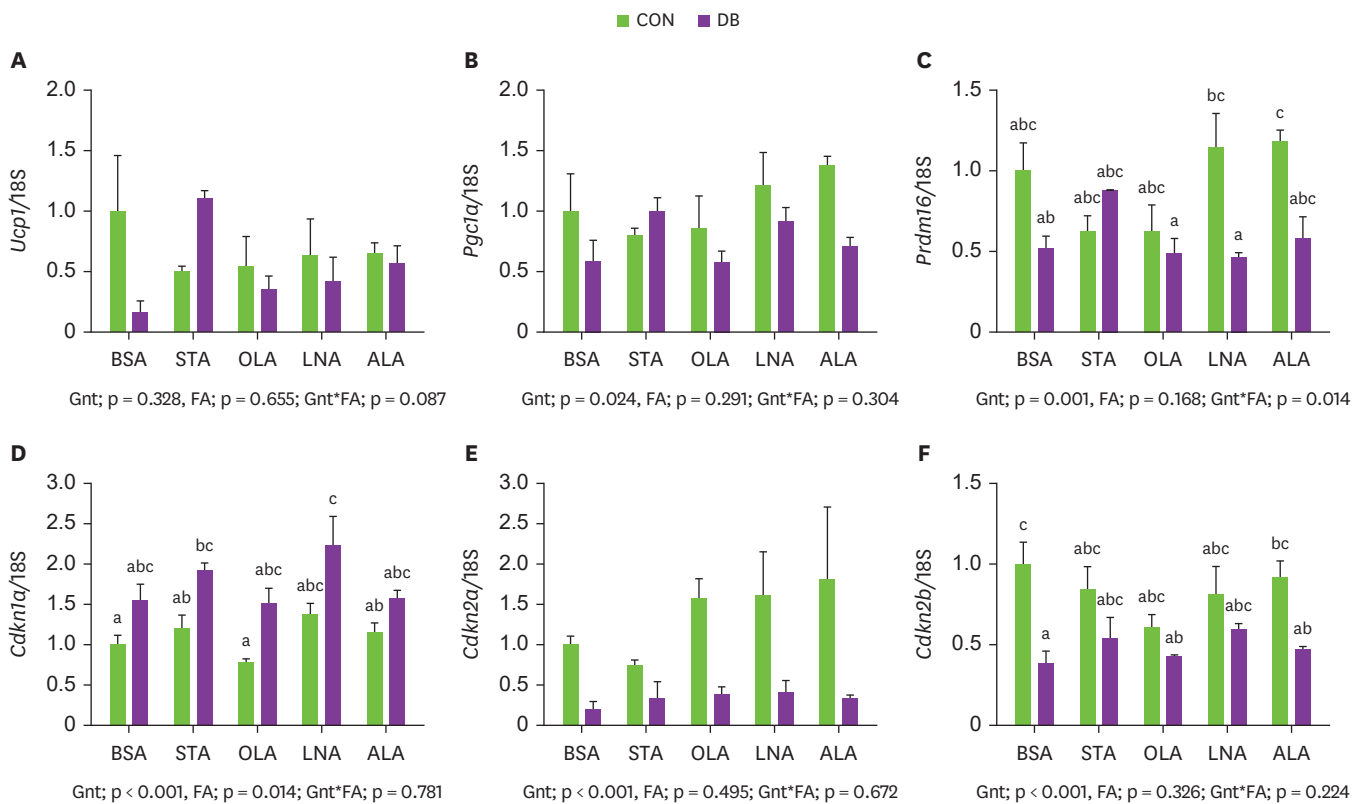 CON DB
A
Ucp1/18S
2.0
1.5
1.0
0.5
0
BSA STA OLA LNA ALA
Gnt; p = 0.328, FA; p = 0.655; Gnt*FA; p = 0.087
B
Pgc1a/18S
2.0
1.5
1.0
0.5
0
BSA STA OLA LNA ALA
Gnt; p = 0.024, FA; p = 0.291; Gnt*FA; p = 0.304
C
Prdm16/18S
1.5
1.0
0.5
0
abc ab abc abc abc a bc a c abc
BSA STA OLA LNA ALA
Gnt; p = 0.001, FA; p = 0.168; Gnt*FA; p = 0.014
D
Cdkn1a/18S
3.0
2.5
2.0
1.5
1.0
0.5
0
a abc ab bc a abc abc c ab abc
BSA STA OLA LNA ALA
Gnt; p < 0.001, FA; p = 0.014; Gnt*FA; p = 0.781
E
Cdkn2a/18S
3.0
2.5
2.0
1.5
1.0
0.5
0
BSA STA OLA LNA ALA
Gnt; p < 0.001, FA; p = 0.495; Gnt*FA; p = 0.672
F
Cdkn2b/18S
1.5
1.0
0.5
0
c a abc abc ab ab abc abc bc ab
BSA STA OLA LNA ALA
Gnt; p < 0.001, FA; p = 0.326; Gnt*FA; p = 0.224